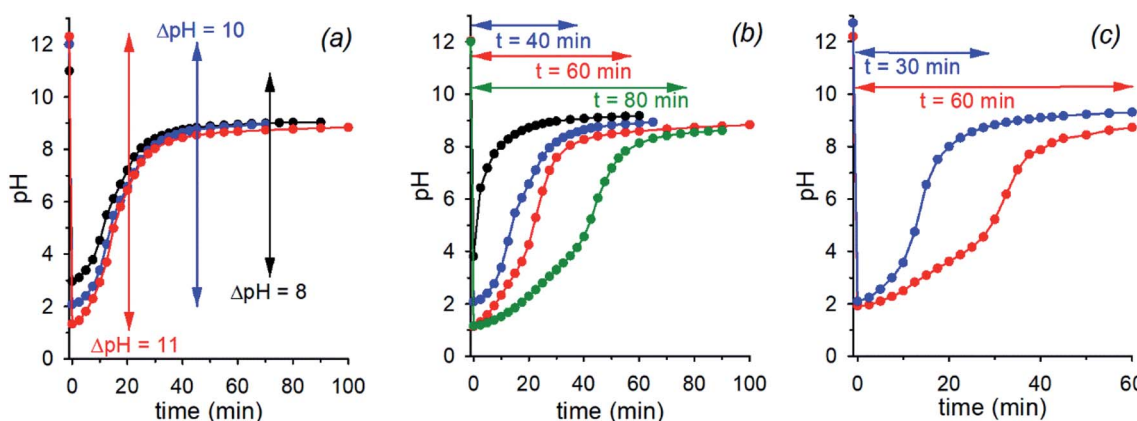 (a)
ΔpH = 10
ΔpH = 8
ΔpH = 11
pH
12
10
8
6
4
2
0
0 20 40 60 80 100
time (min)
(b)
t = 40 min
t = 60 min
t = 80 min
pH
12
10
8
6
4
2
0
0 20 40 60 80 100
time (min)
(c)
t = 30 min
t = 60 min
pH
12
10
8
6
4
2
0
0 20 40 60
time (min)